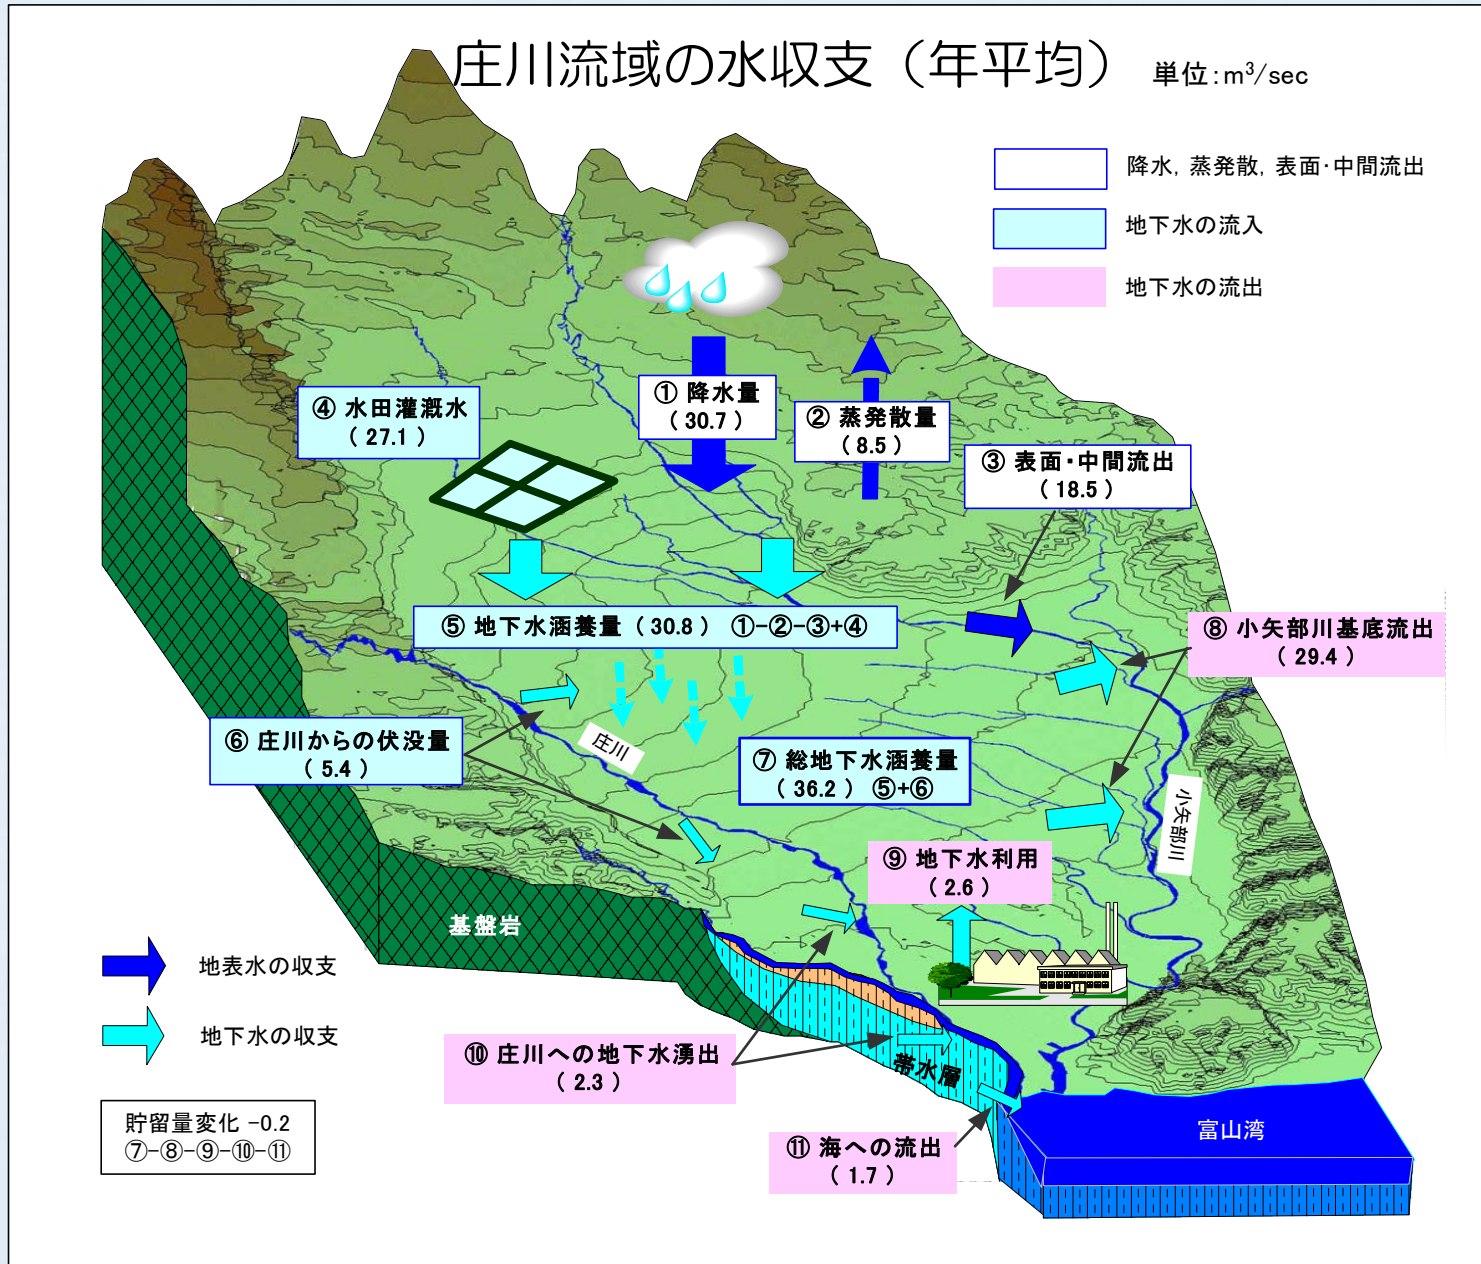 庄川流域の水収支（年平均） 単位:m³/sec
降水，蒸発散，表面・中間流出
地下水の流入
地下水の流出
④ 水田灌漑水
( 27.1 )
① 降水量
( 30.7 )
② 蒸発散量
( 8.5 )
③ 表面・中間流出
( 18.5 )
⑤ 地下水涵養量 ( 30.8 ) ①-②-③+④
⑧ 小矢部川基底流出
( 29.4 )
⑥ 庄川からの伏没量
( 5.4 )
庄川
⑦ 総地下水涵養量
( 36.2 ) ⑤+⑥
小矢部川
⑨ 地下水利用
( 2.6 )
基盤岩
地表水の収支
地下水の収支
⑩ 庄川への地下水湧出
( 2.3 )
帯水層
貯留量変化 -0.2
⑦-⑧-⑨-⑩-⑪
⑪ 海への流出
( 1.7 )
富山湾